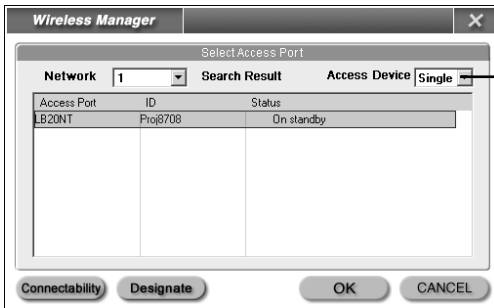 Wireless Manager
Select Access Port
Network 1 Search Result Access Device Single
Access Port ID Status
LB20NT Proj8708 On standby
Connectability Designate OK CANCEL